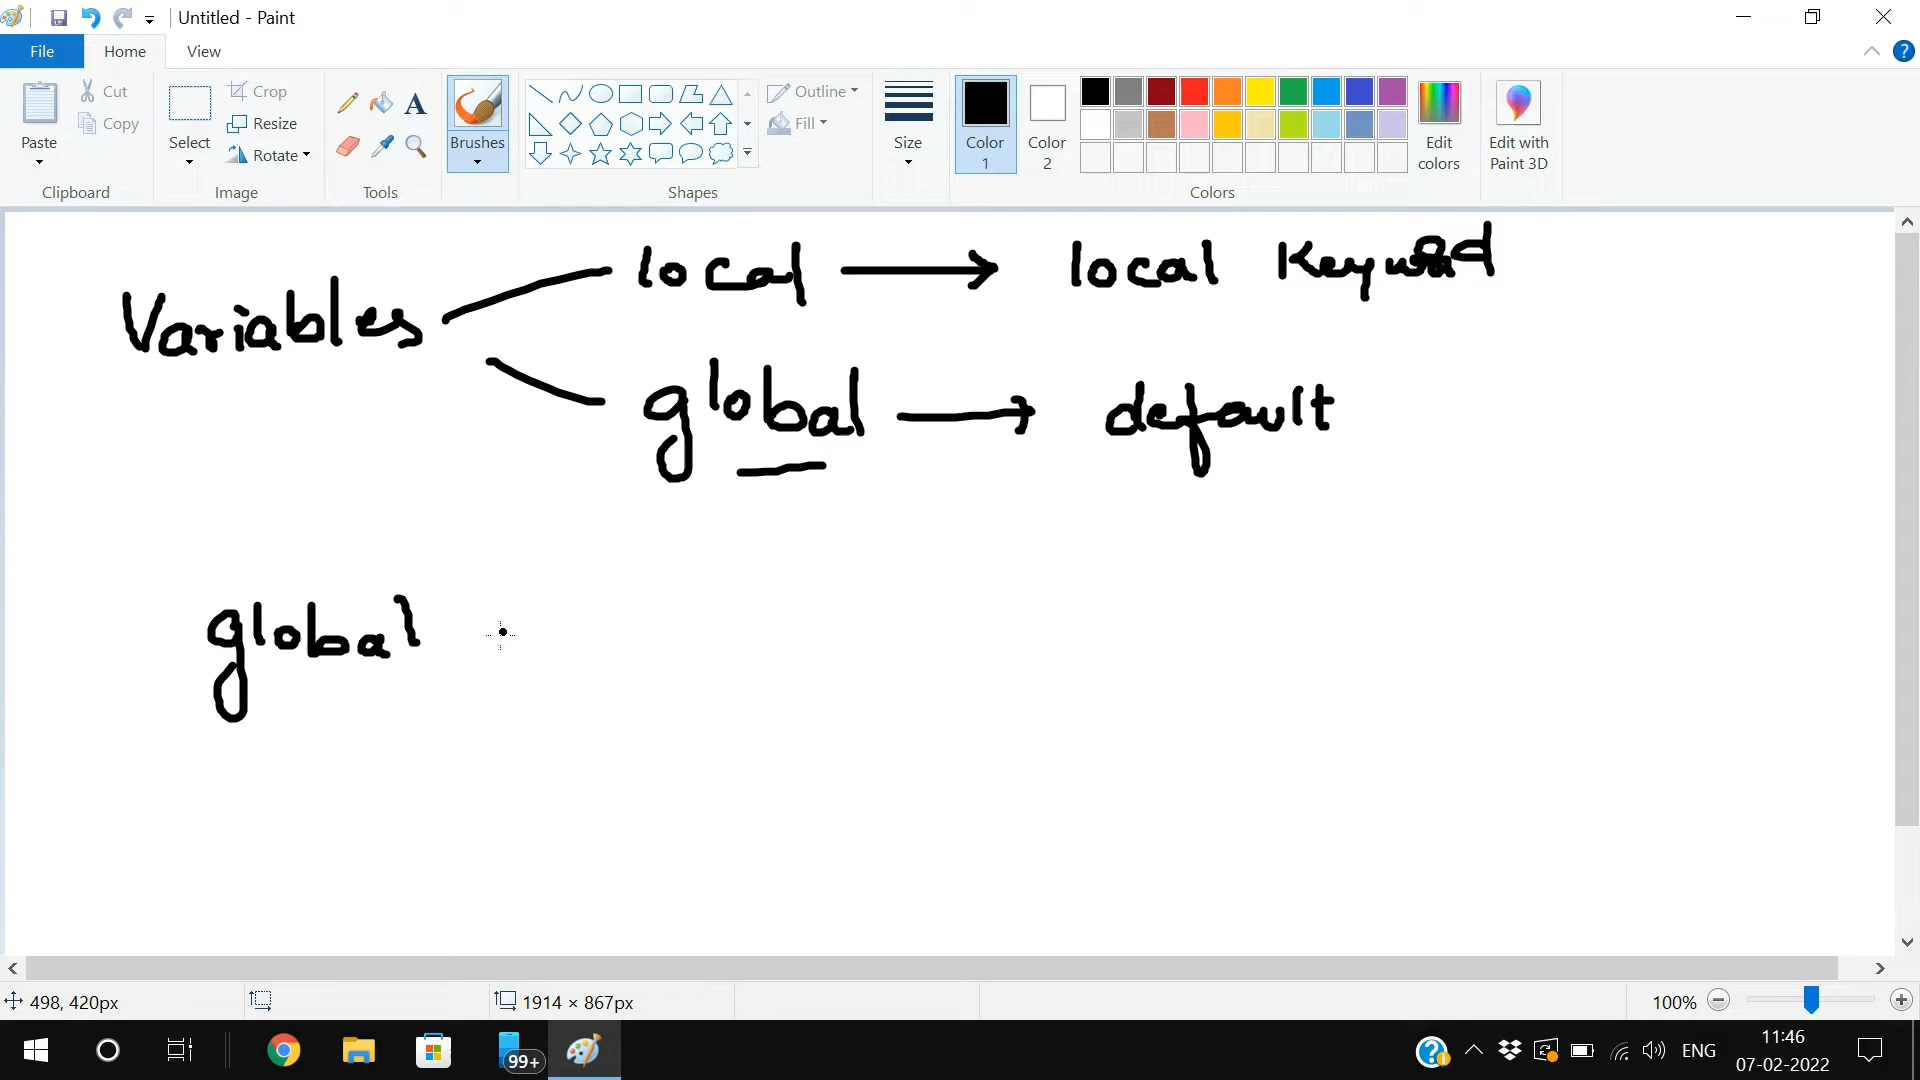 Untitled - Paint
File Home View
Paste
Cut
Copy
Clipboard
Select
Crop
Resize
Rotate
Image
Tools
Brushes
Shapes
Outline
Fill
Size
Color 1
Color 2
Edit colors
Colors
Edit with Paint 3D
local local Keyword
Variables
global default
global
498, 420px
1914 × 867px
100%
99+
ENG
11:46
07-02-2022